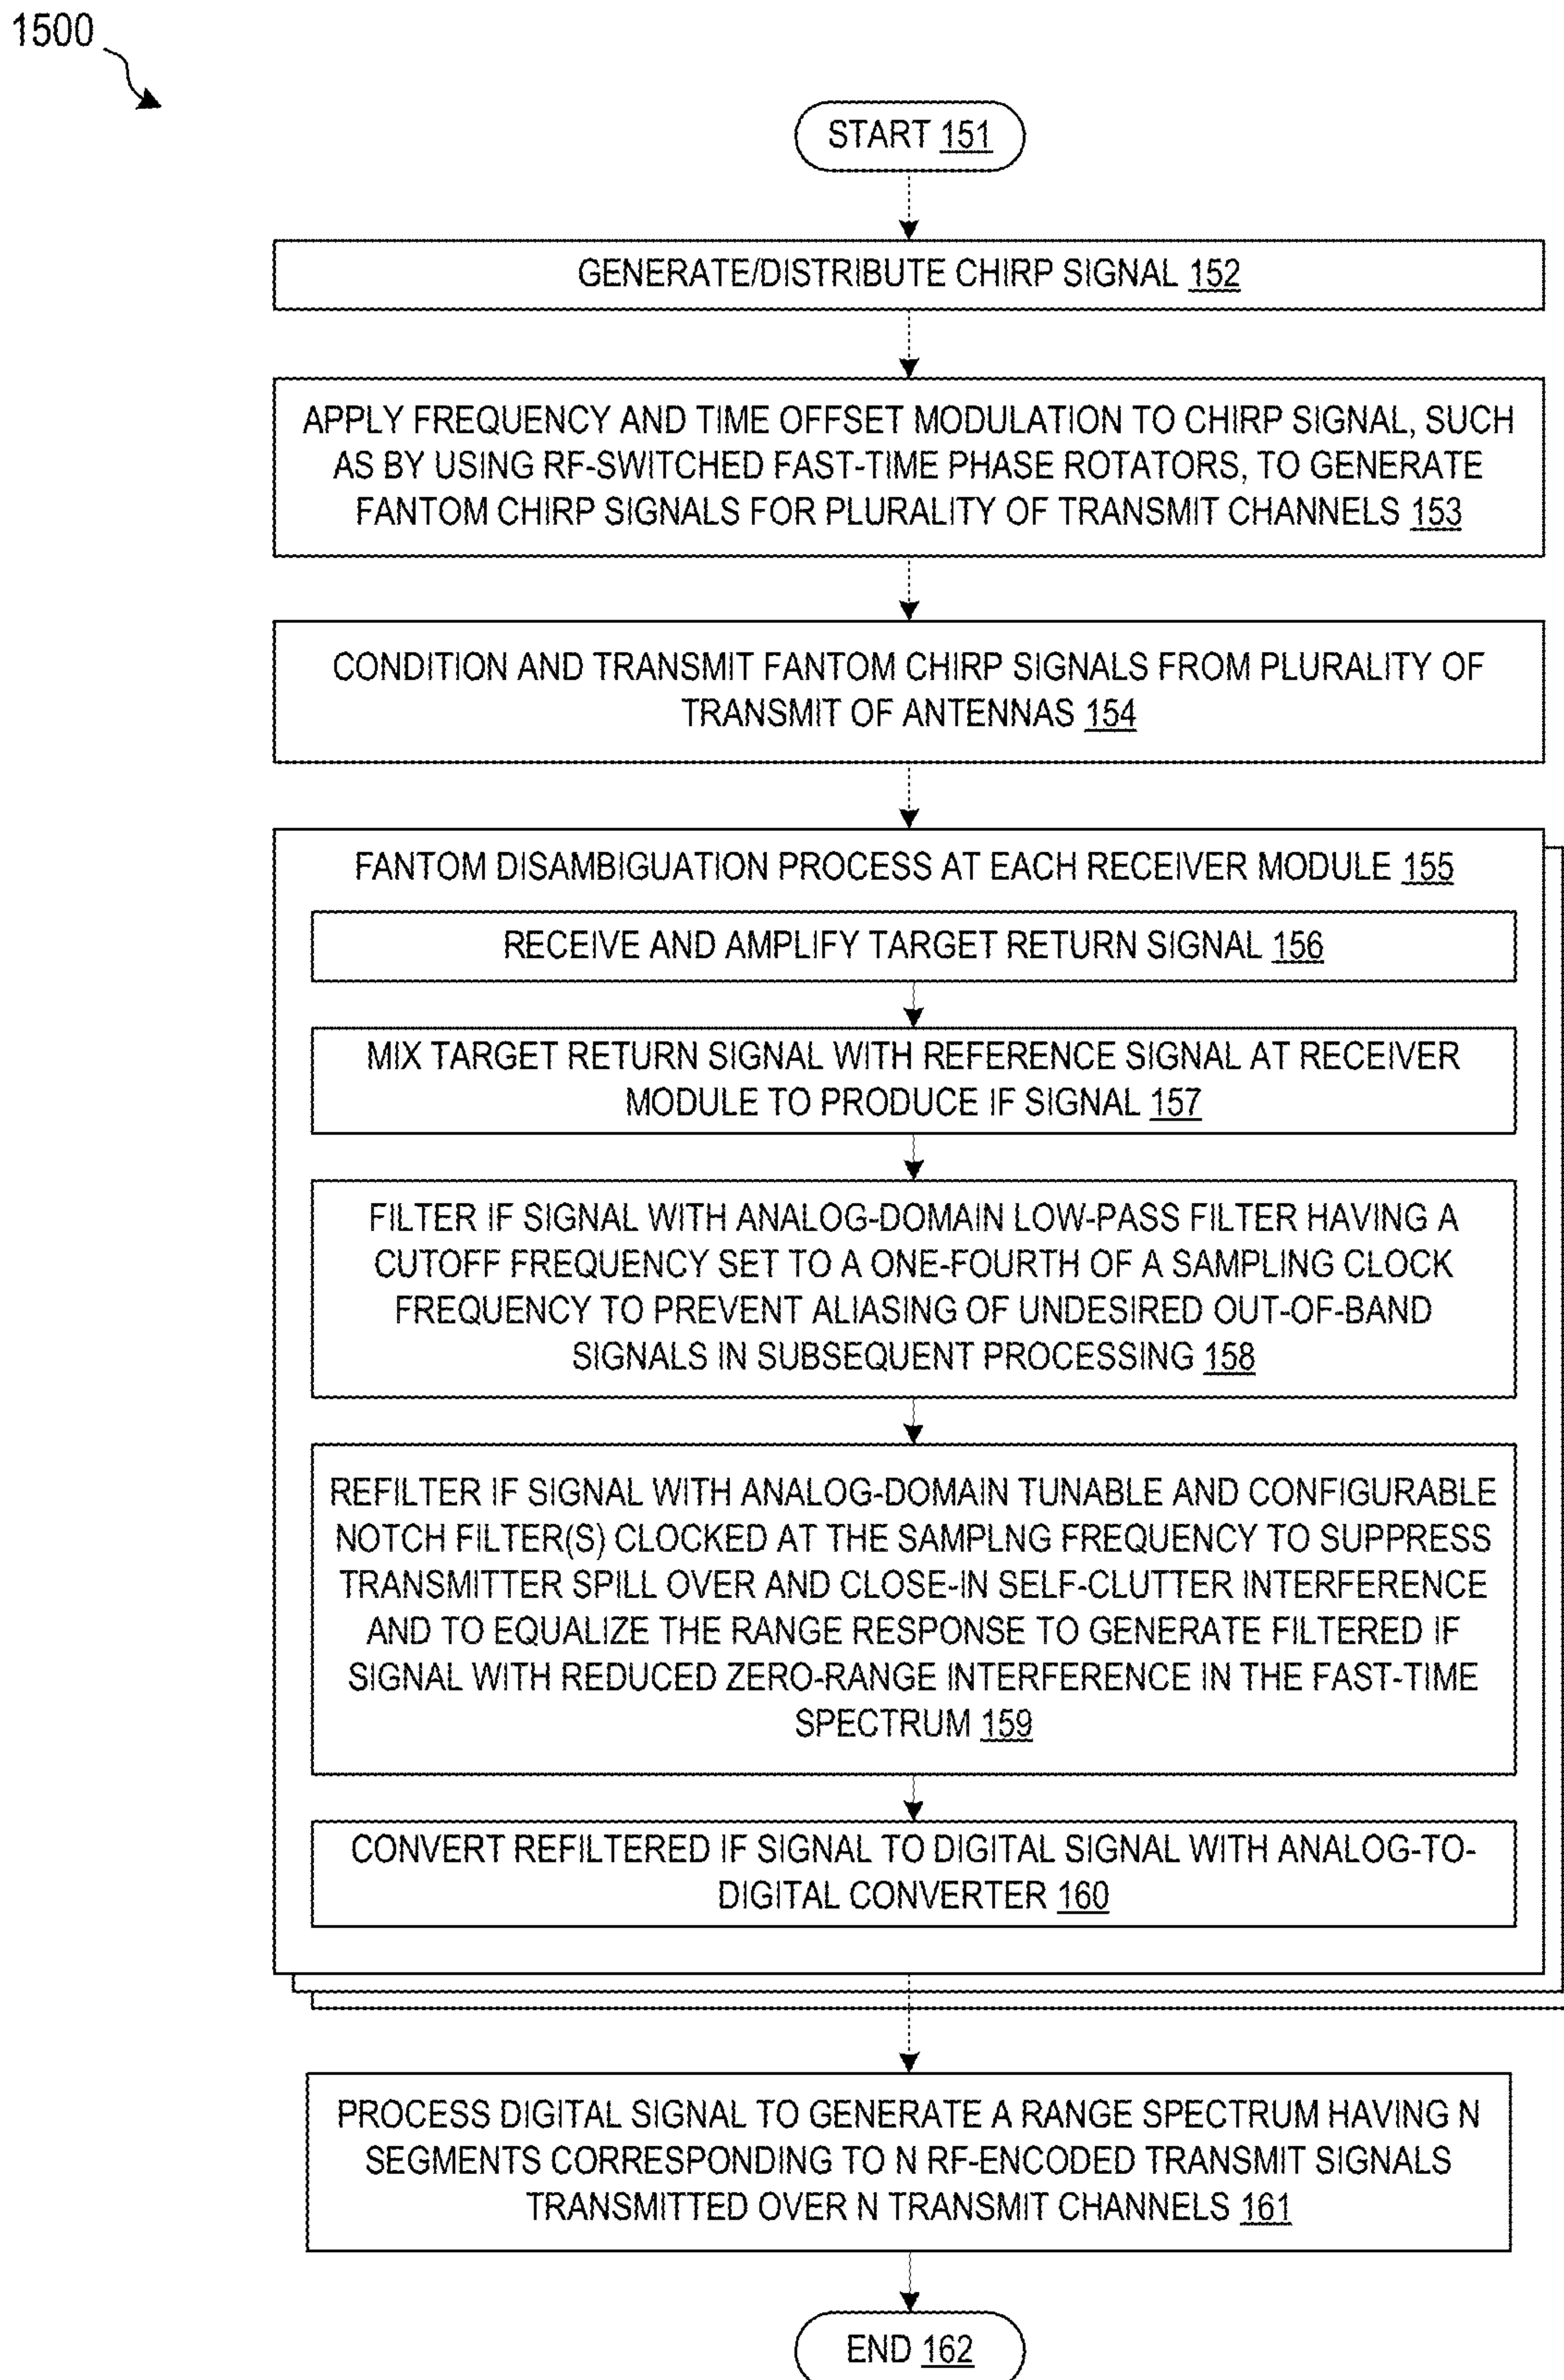 1500
START 151
GENERATE/DISTRIBUTE CHIRP SIGNAL 152
APPLY FREQUENCY AND TIME OFFSET MODULATION TO CHIRP SIGNAL, SUCH
AS BY USING RF-SWITCHED FAST-TIME PHASE ROTATORS, TO GENERATE
FANTOM CHIRP SIGNALS FOR PLURALITY OF TRANSMIT CHANNELS 153
CONDITION AND TRANSMIT FANTOM CHIRP SIGNALS FROM PLURALITY OF
TRANSMIT OF ANTENNAS 154
FANTOM DISAMBIGUATION PROCESS AT EACH RECEIVER MODULE 155
RECEIVE AND AMPLIFY TARGET RETURN SIGNAL 156
MIX TARGET RETURN SIGNAL WITH REFERENCE SIGNAL AT RECEIVER
MODULE TO PRODUCE IF SIGNAL 157
FILTER IF SIGNAL WITH ANALOG-DOMAIN LOW-PASS FILTER HAVING A
CUTOFF FREQUENCY SET TO A ONE-FOURTH OF A SAMPLING CLOCK
FREQUENCY TO PREVENT ALIASING OF UNDESIRED OUT-OF-BAND
SIGNALS IN SUBSEQUENT PROCESSING 158
REFILTER IF SIGNAL WITH ANALOG-DOMAIN TUNABLE AND CONFIGURABLE
NOTCH FILTER(S) CLOCKED AT THE SAMPLNG FREQUENCY TO SUPPRESS
TRANSMITTER SPILL OVER AND CLOSE-IN SELF-CLUTTER INTERFERENCE
AND TO EQUALIZE THE RANGE RESPONSE TO GENERATE FILTERED IF
SIGNAL WITH REDUCED ZERO-RANGE INTERFERENCE IN THE FAST-TIME
SPECTRUM 159
CONVERT REFILTERED IF SIGNAL TO DIGITAL SIGNAL WITH ANALOG-TO-
DIGITAL CONVERTER 160
PROCESS DIGITAL SIGNAL TO GENERATE A RANGE SPECTRUM HAVING N
SEGMENTS CORRESPONDING TO N RF-ENCODED TRANSMIT SIGNALS
TRANSMITTED OVER N TRANSMIT CHANNELS 161
END 162